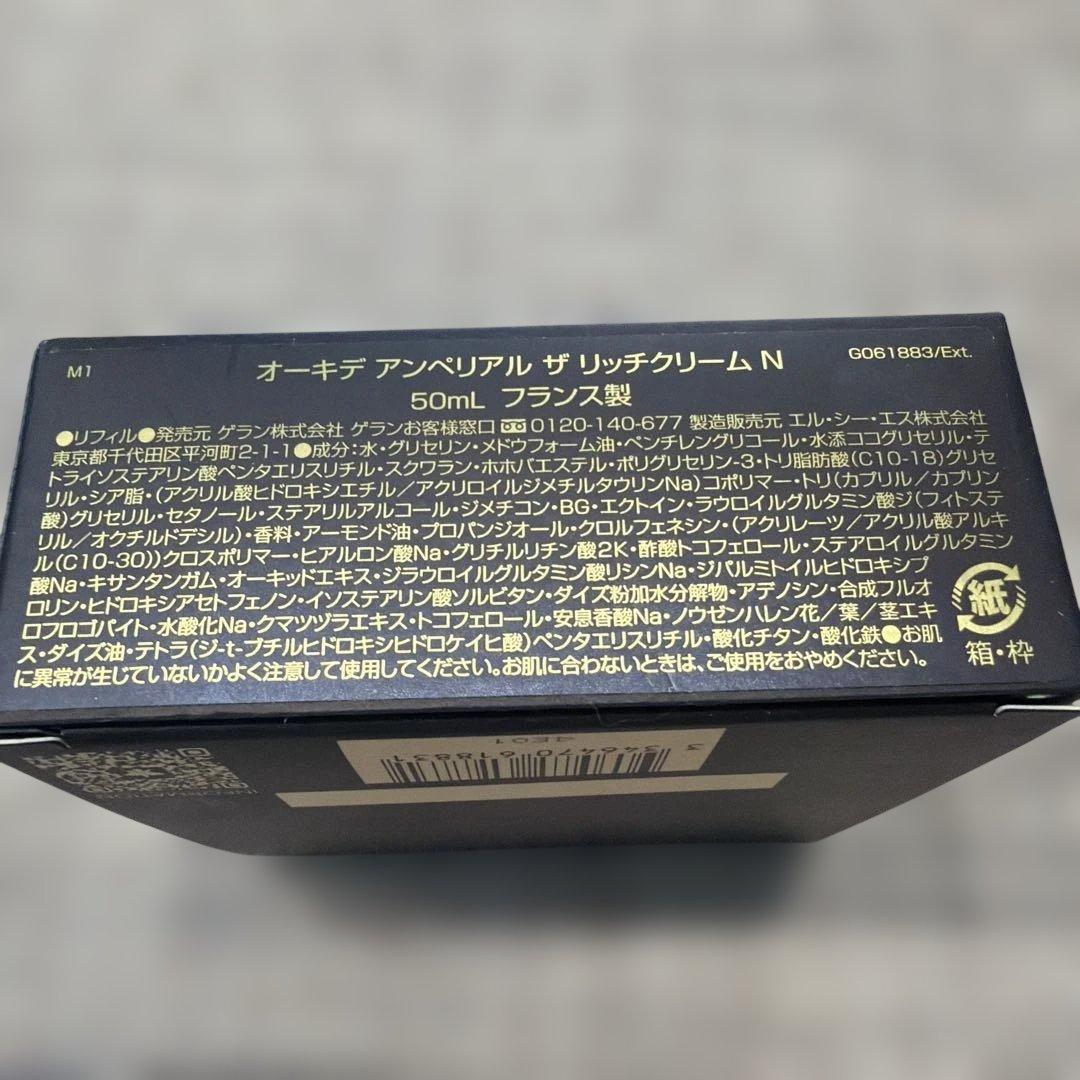 M1
オーキデ アンペリアル ザ リッチクリーム N
G061883/Ext.
50mL フランス製
●リフィル●発売元 ゲラン株式会社 ゲランお客様窓口 0120-140-677 製造販売元 エル・シー・エス株式会社
東京都千代田区平河町2-1-1●成分:水・グリセリン・メドウフォーム油・ペンチレングリコール・水添ココグリセリル・テ
トライソステアリン酸ペンタエリスリチル・スクワラン・ホホバエステル・ポリグリセリン-3・トリ脂肪酸(C10-18)グリセ
リル・シア脂・(アクリル酸ヒドロキシエチル/アクリロイルジメチルタウリンNa)コポリマー・トリ(カプリル/カプリン
酸)グリセリル・セタノール・ステアリルアルコール・ジメチコン・BG・エクトイン・ラウロイルグルタミン酸ジ(フィトステ
リル/オクチルドデシル)・香料・アーモンド油・プロパンジオール・クロルフェネシン・(アクリレーツ/アクリル酸アルキ
ル(C10-30))クロスポリマー・ヒアルロン酸Na・グリチルリチン酸2K・酢酸トコフェロール・ステアロイルグルタミン
酸Na・キサンタンガム・オーキッドエキス・ジラウロイルグルタミン酸リシンNa・ジパルミトイルヒドロキシプ
ロリン・ヒドロキシアセトフェノン・イソステアリン酸ソルビタン・ダイズ粉加水分解物・アデノシン・合成フルオ
ロフロゴパイト・水酸化Na・クマツヅラエキス・トコフェロール・安息香酸Na・ノウゼンハレン花/葉/茎エキ
ス・ダイズ油・テトラ(ジ-t-ブチルヒドロキシヒドロケイヒ酸)ペンタエリスリチル・酸化チタン・酸化鉄●お肌
に異常が生じていないかよく注意して使用してください。お肌に合わないときは、ご使用をおやめください。
紙
箱・枠
4E01
3 346470 618831